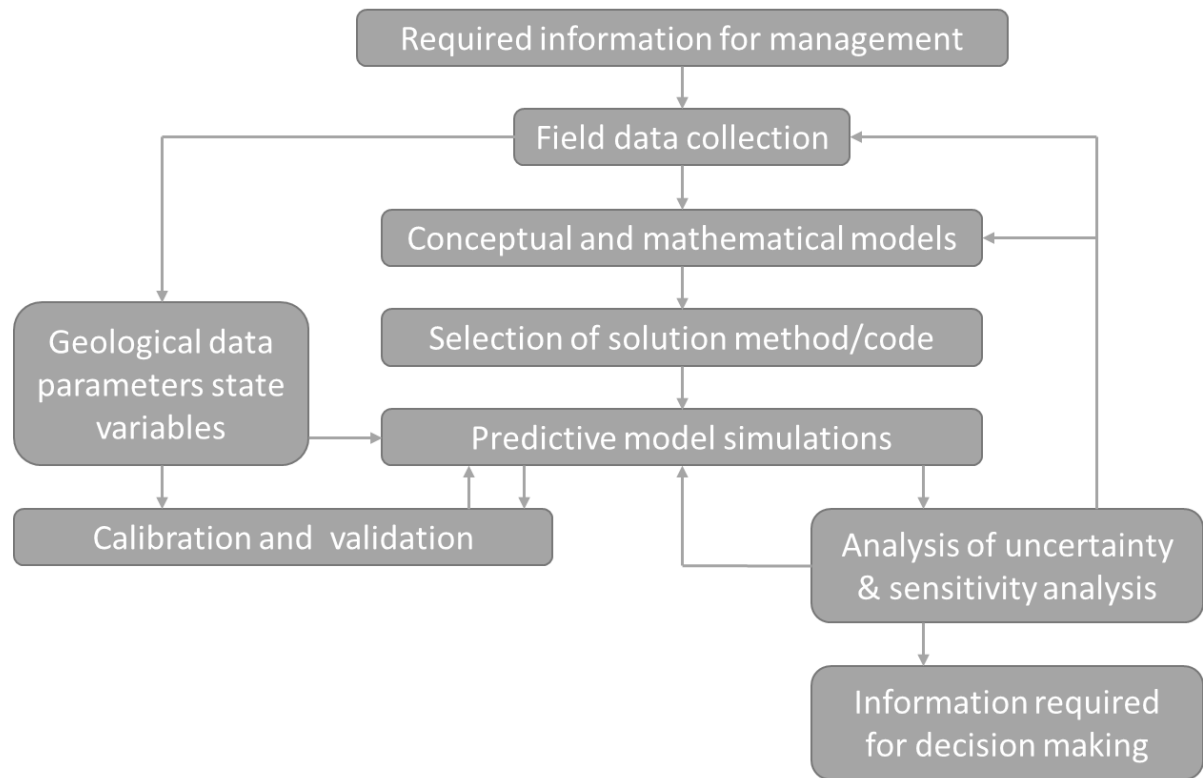 Required information for management
Field data collection
Conceptual and mathematical models
Selection of solution method/code
Geological data
parameters state
variables
Predictive model simulations
Calibration and validation
Analysis of uncertainty
& sensitivity analysis
Information required
for decision making